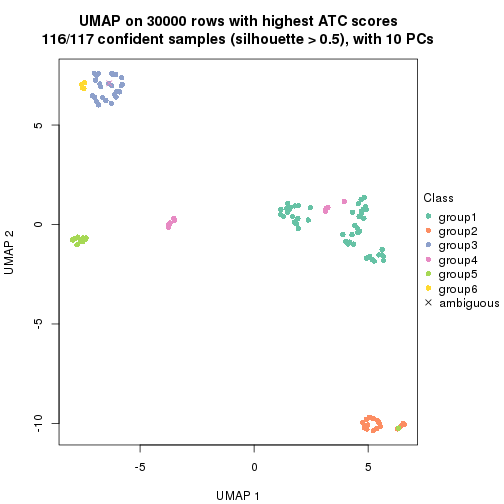 UMAP on 30000 rows with highest ATC scores
116/117 confident samples (silhouette > 0.5), with 10 PCs
5
0
-5
-10
UMAP 2
-5
0
5
UMAP 1
Class
group1
group2
group3
group4
group5
group6
ambiguous